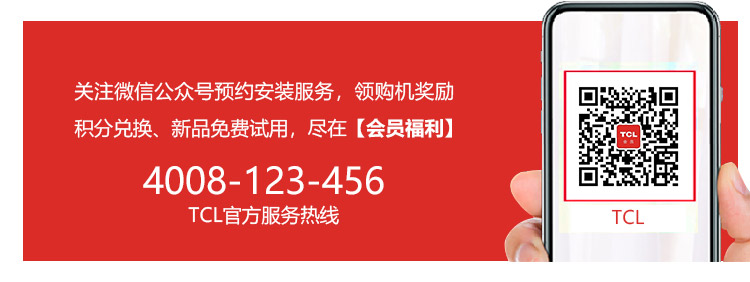 关注微信公众号预约安装服务，领购机奖励
积分兑换、新品免费试用，尽在【会员福利】
4008-123-456
TCL官方服务热线
TCL
TCL